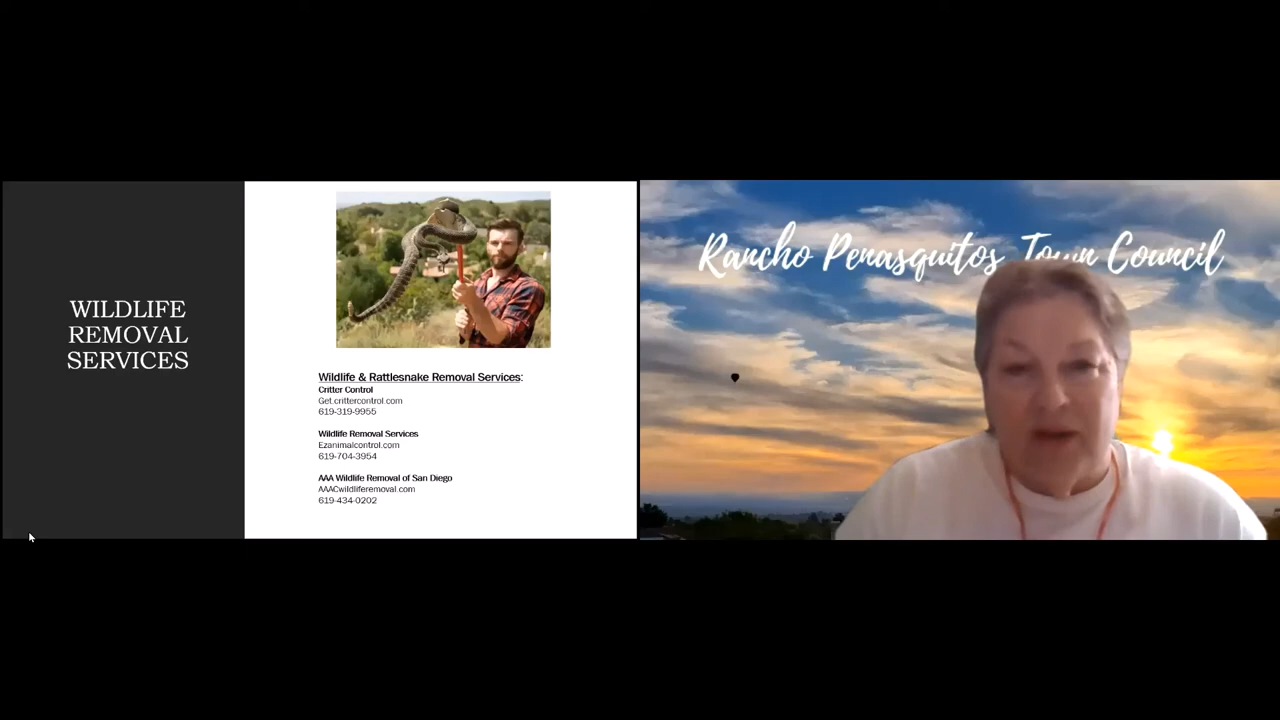 WILDLIFE
REMOVAL
SERVICES
Wildlife & Rattlesnake Removal Services:
Critter Control
Get.crittercontrol.com
619-319-9955
Wildlife Removal Services
Ezanimalcontrol.com
619-704-3954
AAA Wildlife Removal of San Diego
AAACwildliferemoval.com
619-434-0202
Rancho Penasquitos Town Council